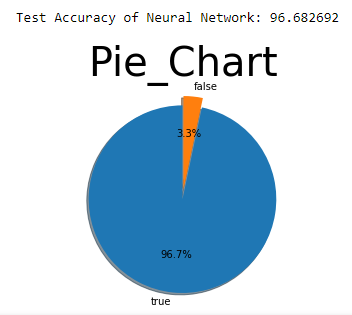 Test Accuracy of Neural Network: 96.682692
Pie_Chart
false
3.3%
96.7%
true